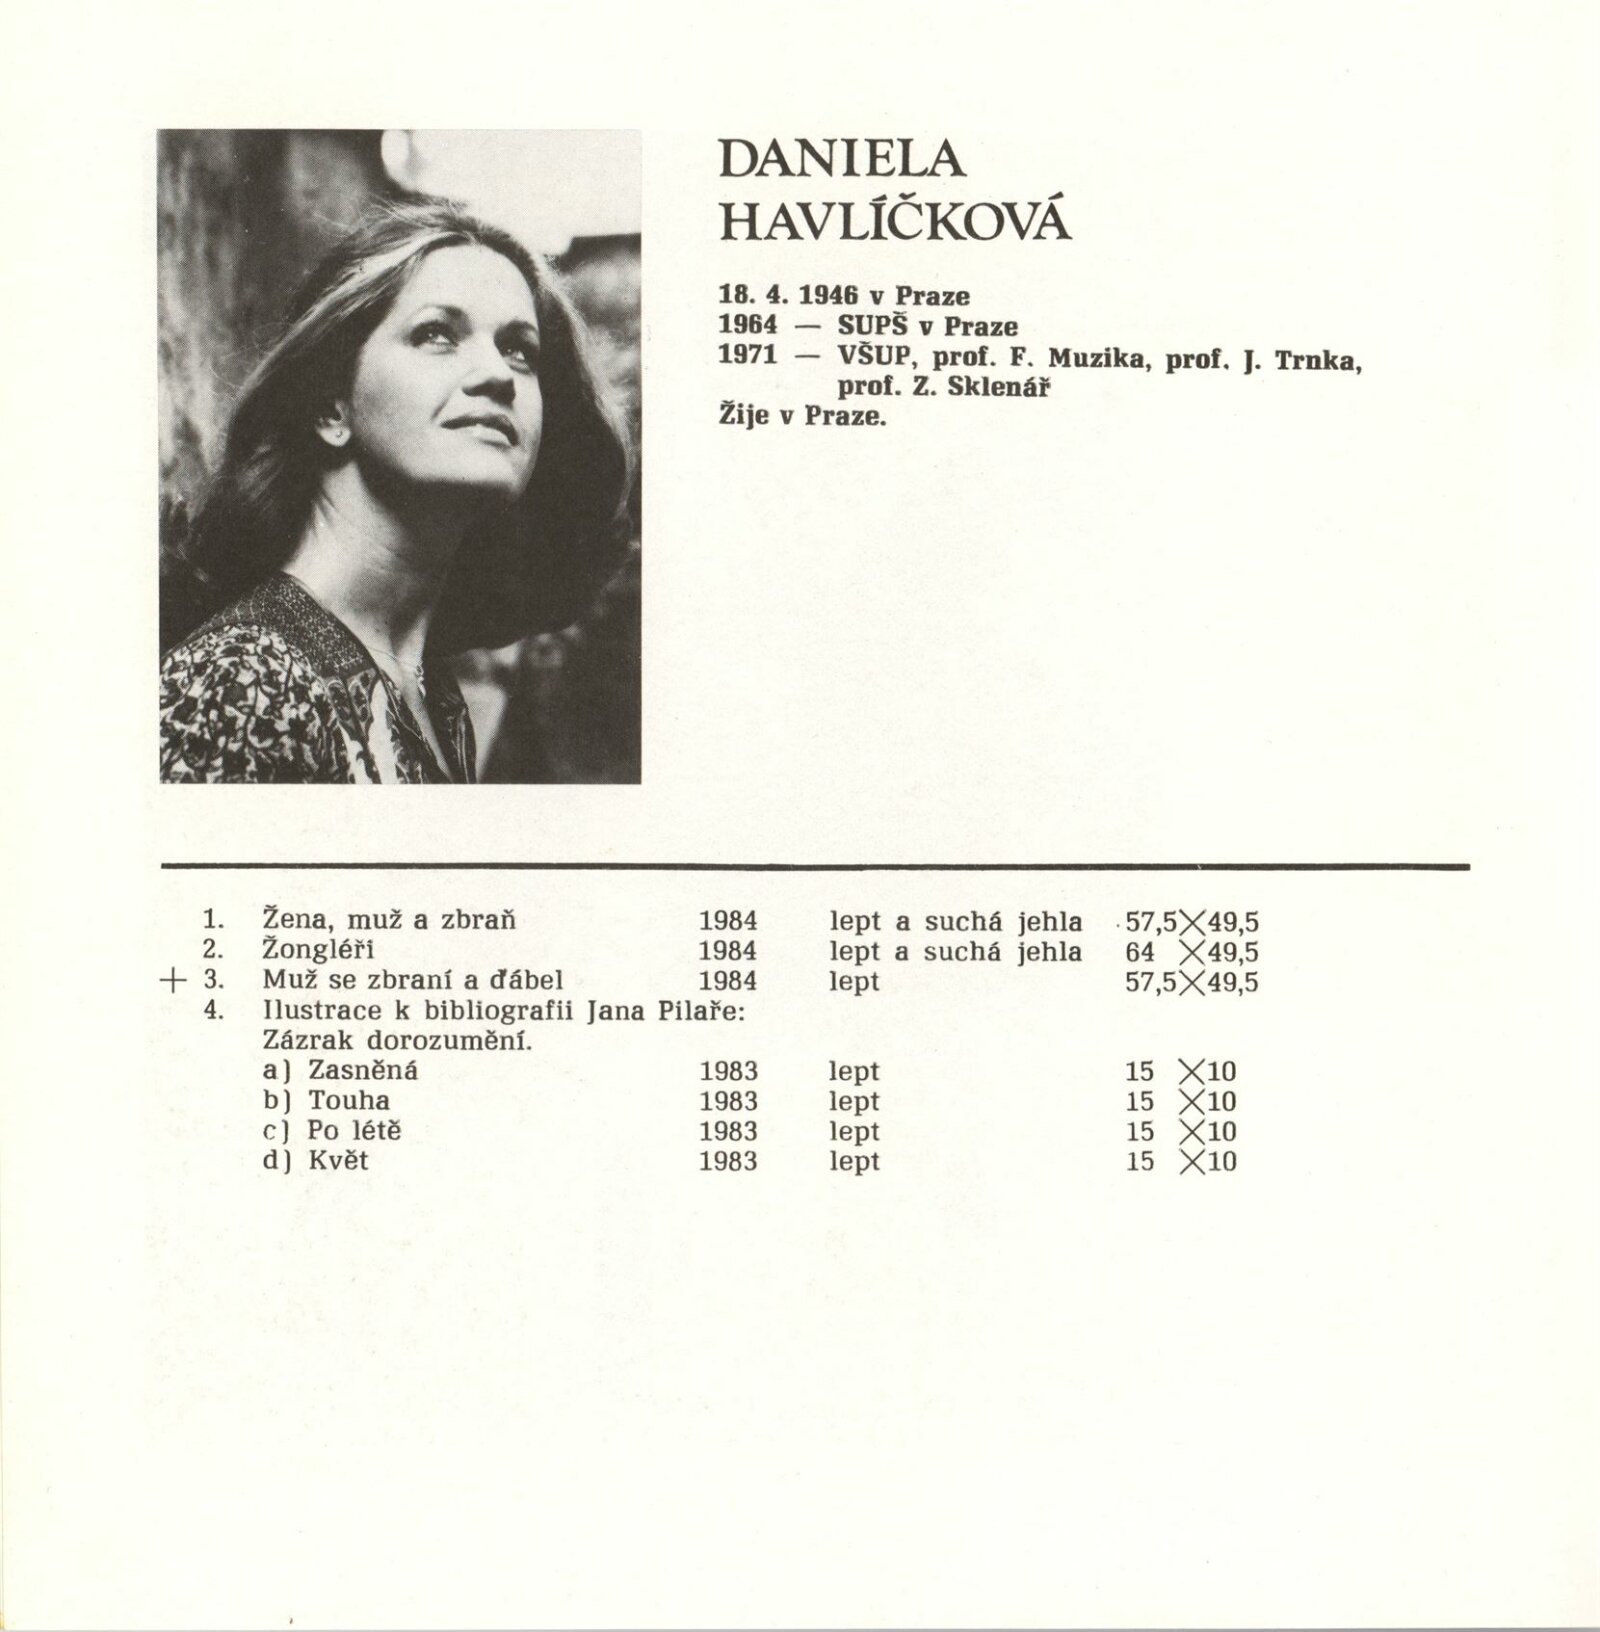 DANIELA
HAVLÍČKOVÁ
18. 4. 1946 v Praze
1964 — SUPŠ v Praze
1971 — VŠUP, prof. F. Muzika, prof. J. Trnka,
prof. Z. Sklenář
Žije v Praze.
1. Žena, muž a zbraň 1984 lept a suchá jehla 57,5×49,5
2. Žongléři 1984 lept a suchá jehla 64 ×49,5
+ 3. Muž se zbraní a ďábel 1984 lept 57,5×49,5
4. Ilustrace k bibliografii Jana Pilaře:
Zázrak dorozumění.
a) Zasněná 1983 lept 15 ×10
b) Touha 1983 lept 15 ×10
c) Po létě 1983 lept 15 ×10
d) Květ 1983 lept 15 ×10